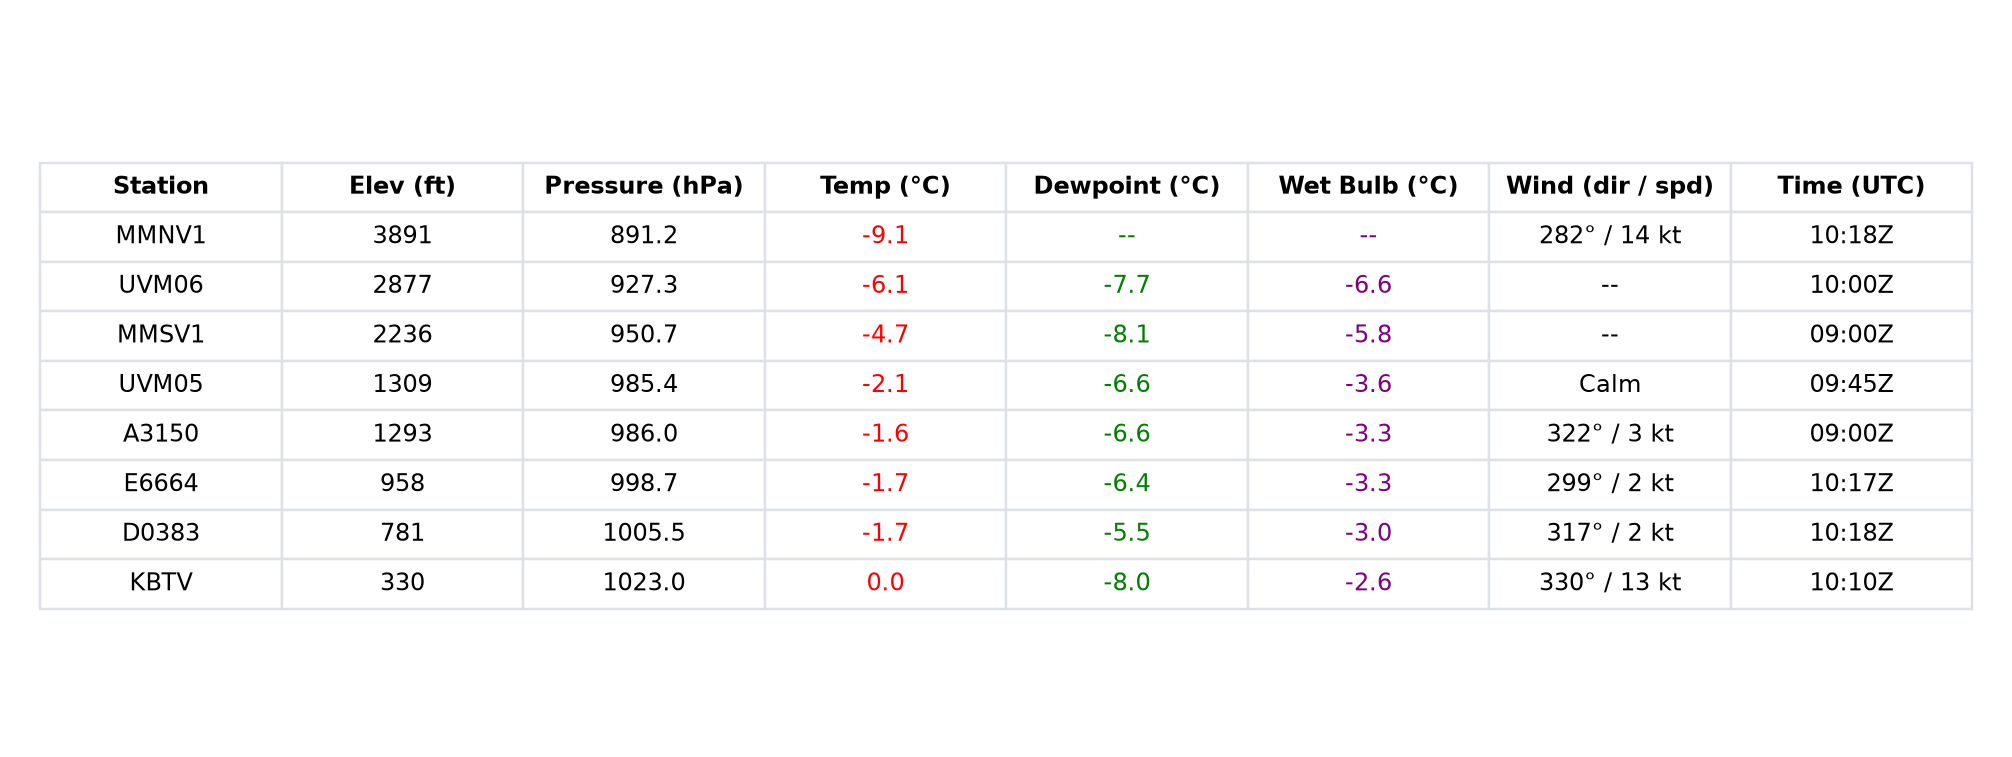 Station Elev (ft) Pressure (hPa) Temp (°C) Dewpoint (°C) Wet Bulb (°C) Wind (dir / spd) Time (UTC)
MMNV1 3891 891.2 -9.1 -- -- 282° / 14 kt 10:18Z
UVM06 2877 927.3 -6.1 -7.7 -6.6 -- 10:00Z
MMSV1 2236 950.7 -4.7 -8.1 -5.8 -- 09:00Z
UVM05 1309 985.4 -2.1 -6.6 -3.6 Calm 09:45Z
A3150 1293 986.0 -1.6 -6.6 -3.3 322° / 3 kt 09:00Z
E6664 958 998.7 -1.7 -6.4 -3.3 299° / 2 kt 10:17Z
D0383 781 1005.5 -1.7 -5.5 -3.0 317° / 2 kt 10:18Z
KBTV 330 1023.0 0.0 -8.0 -2.6 330° / 13 kt 10:10Z